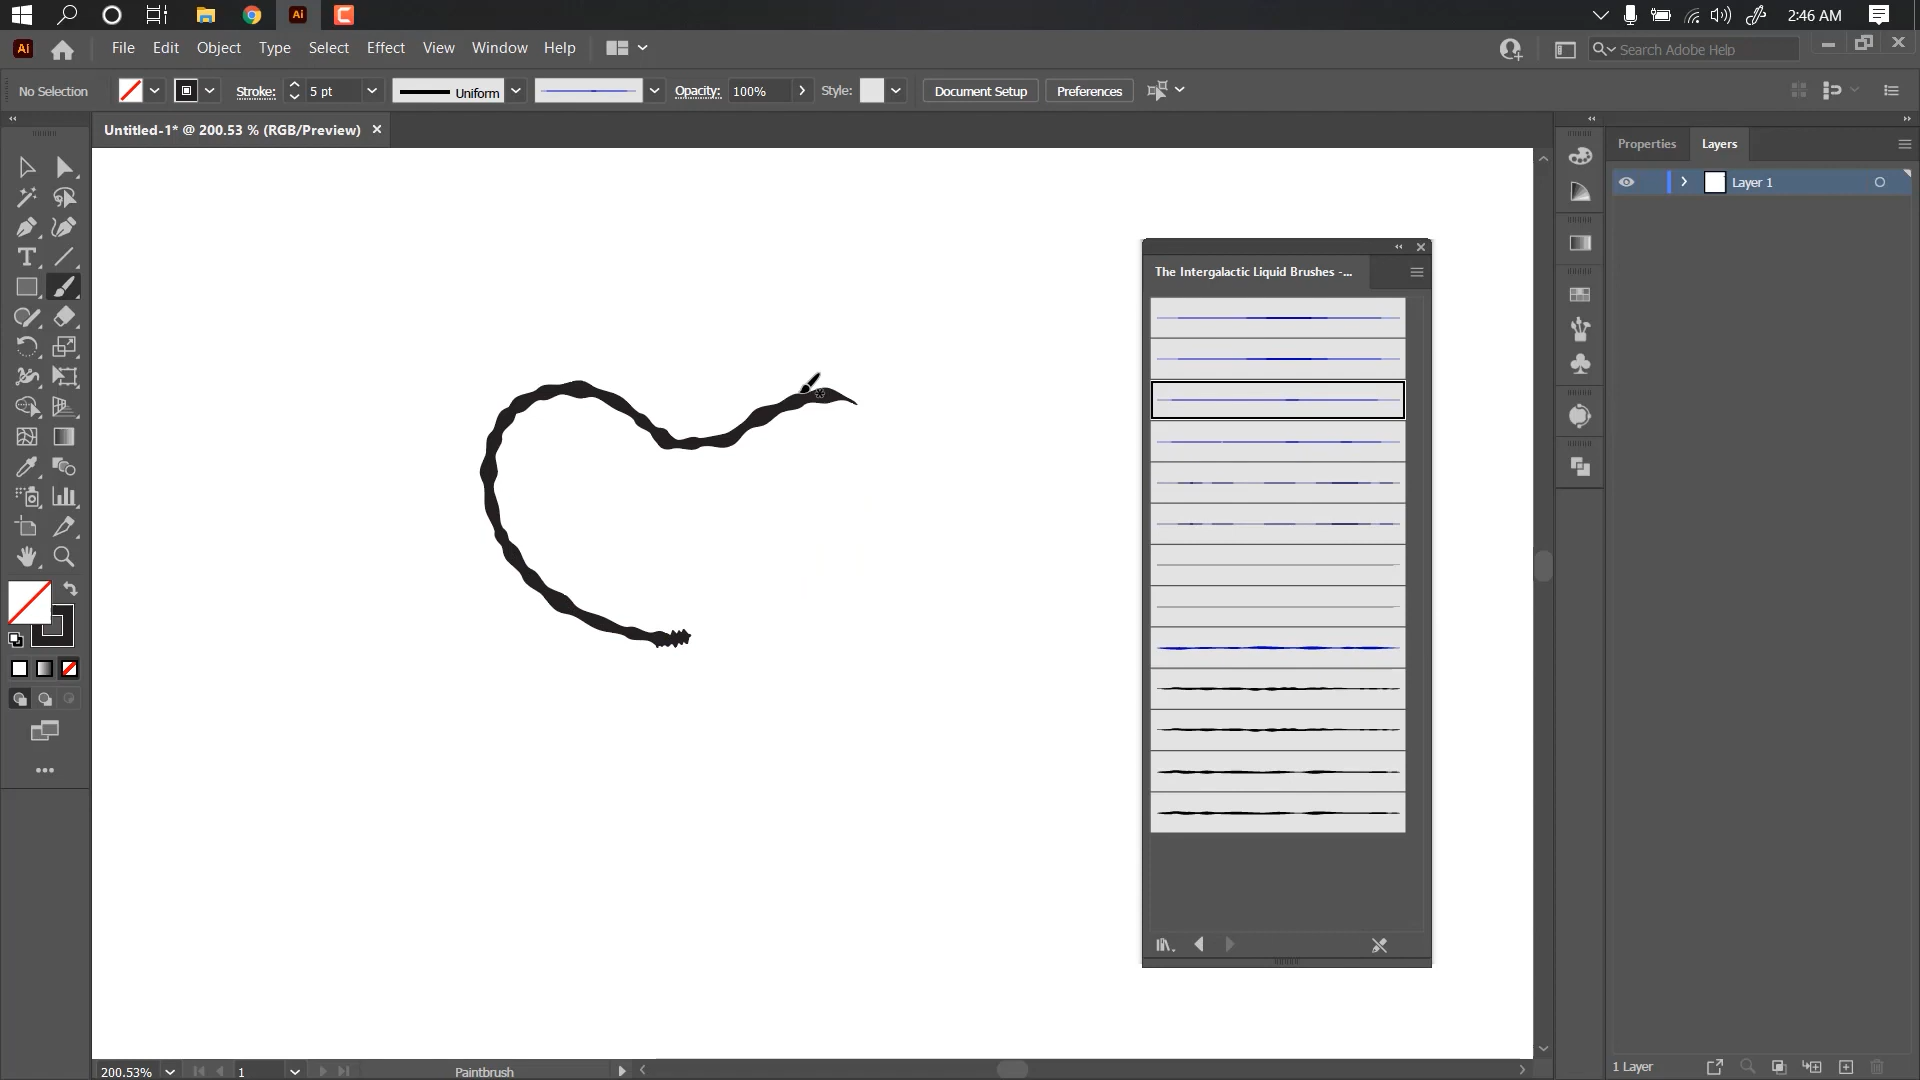 Ai
2:46 AM
Ai
File Edit Object Type Select Effect View Window Help
Search Adobe Help
No Selection
Stroke:
5 pt
Uniform
Opacity:
100%
Style:
Document Setup
Preferences
Untitled-1* @ 200.53 % (RGB/Preview)
Properties
Layers
Layer 1
The Intergalactic Liquid Brushes -...
T
200.53%
1
Paintbrush
1 Layer